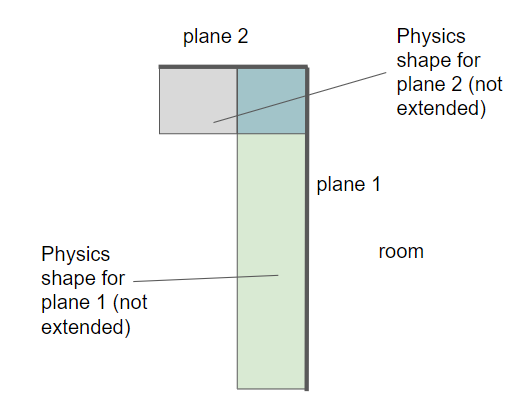 plane 2
Physics
shape for
plane 2 (not
extended)
plane 1
room
Physics
shape for
plane 1 (not
extended)